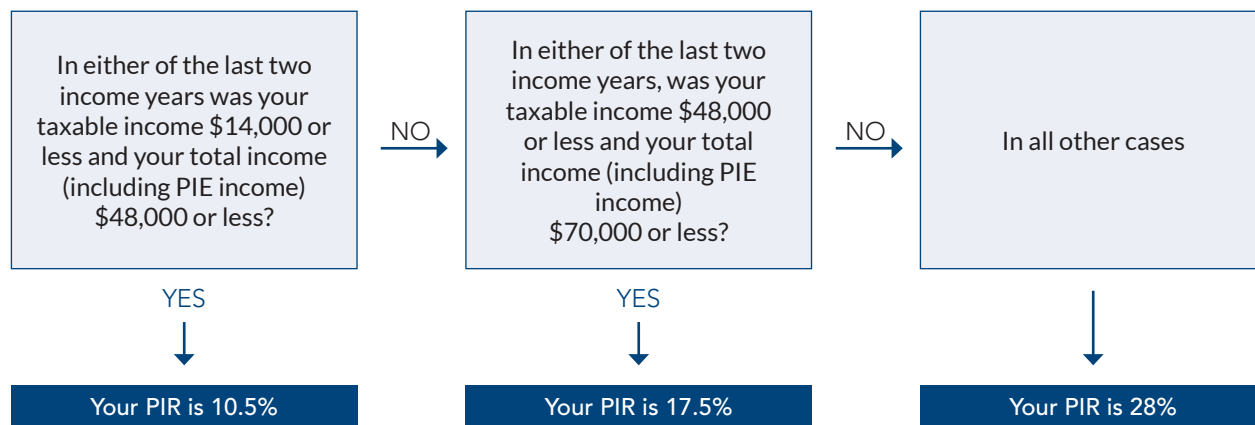 In either of the last two
income years was your
taxable income $14,000 or
less and your total income
(including PIE income)
$48,000 or less?
NO
In either of the last two
income years, was your
taxable income $48,000
or less and your total
income (including PIE
income)
$70,000 or less?
NO
In all other cases
YES
YES
Your PIR is 10.5%
Your PIR is 17.5%
Your PIR is 28%